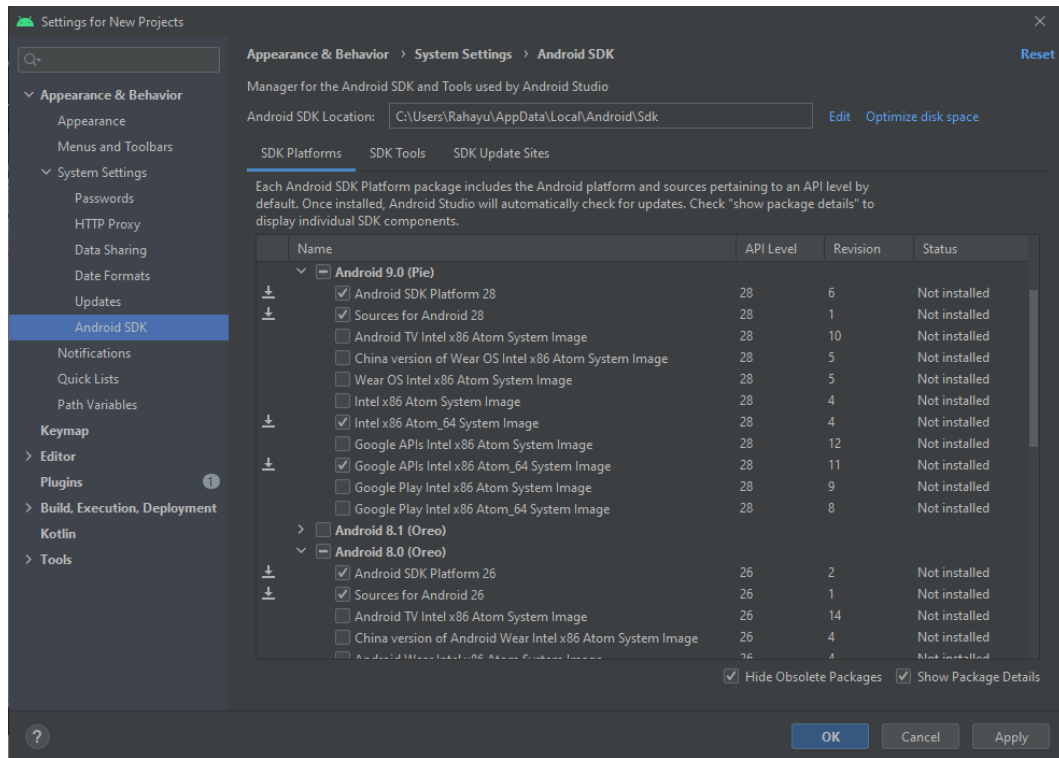 Settings for New Projects
Appearance & Behavior
Appearance
Menus and Toolbars
System Settings
Passwords
HTTP Proxy
Data Sharing
Date Formats
Updates
Android SDK
Notifications
Quick Lists
Path Variables
Keymap
Editor
Plugins 1
Build, Execution, Deployment
Kotlin
Tools
Appearance & Behavior > System Settings > Android SDK Reset
Manager for the Android SDK and Tools used by Android Studio
Android SDK Location: C:\Users\Rahayu\AppData\Local\Android\Sdk Edit Optimize disk space
SDK Platforms SDK Tools SDK Update Sites
Each Android SDK Platform package includes the Android platform and sources pertaining to an API level by
default. Once installed, Android Studio will automatically check for updates. Check "show package details" to
display individual SDK components.
Name API Level Revision Status
Android 9.0 (Pie)
Android SDK Platform 28 28 6 Not installed
Sources for Android 28 28 1 Not installed
Android TV Intel x86 Atom System Image 28 10 Not installed
China version of Wear OS Intel x86 Atom System Image 28 5 Not installed
Wear OS Intel x86 Atom System Image 28 5 Not installed
Intel x86 Atom System Image 28 4 Not installed
Intel x86 Atom_64 System Image 28 4 Not installed
Google APIs Intel x86 Atom System Image 28 12 Not installed
Google APIs Intel x86 Atom_64 System Image 28 11 Not installed
Google Play Intel x86 Atom System Image 28 9 Not installed
Google Play Intel x86 Atom_64 System Image 28 8 Not installed
Android 8.1 (Oreo)
Android 8.0 (Oreo)
Android SDK Platform 26 26 2 Not installed
Sources for Android 26 26 1 Not installed
Android TV Intel x86 Atom System Image 26 14 Not installed
China version of Android Wear Intel x86 Atom System Image 26 4 Not installed
Android Wear Intel x86 Atom System Image 26 4 Not installed
Hide Obsolete Packages Show Package Details
? OK Cancel Apply